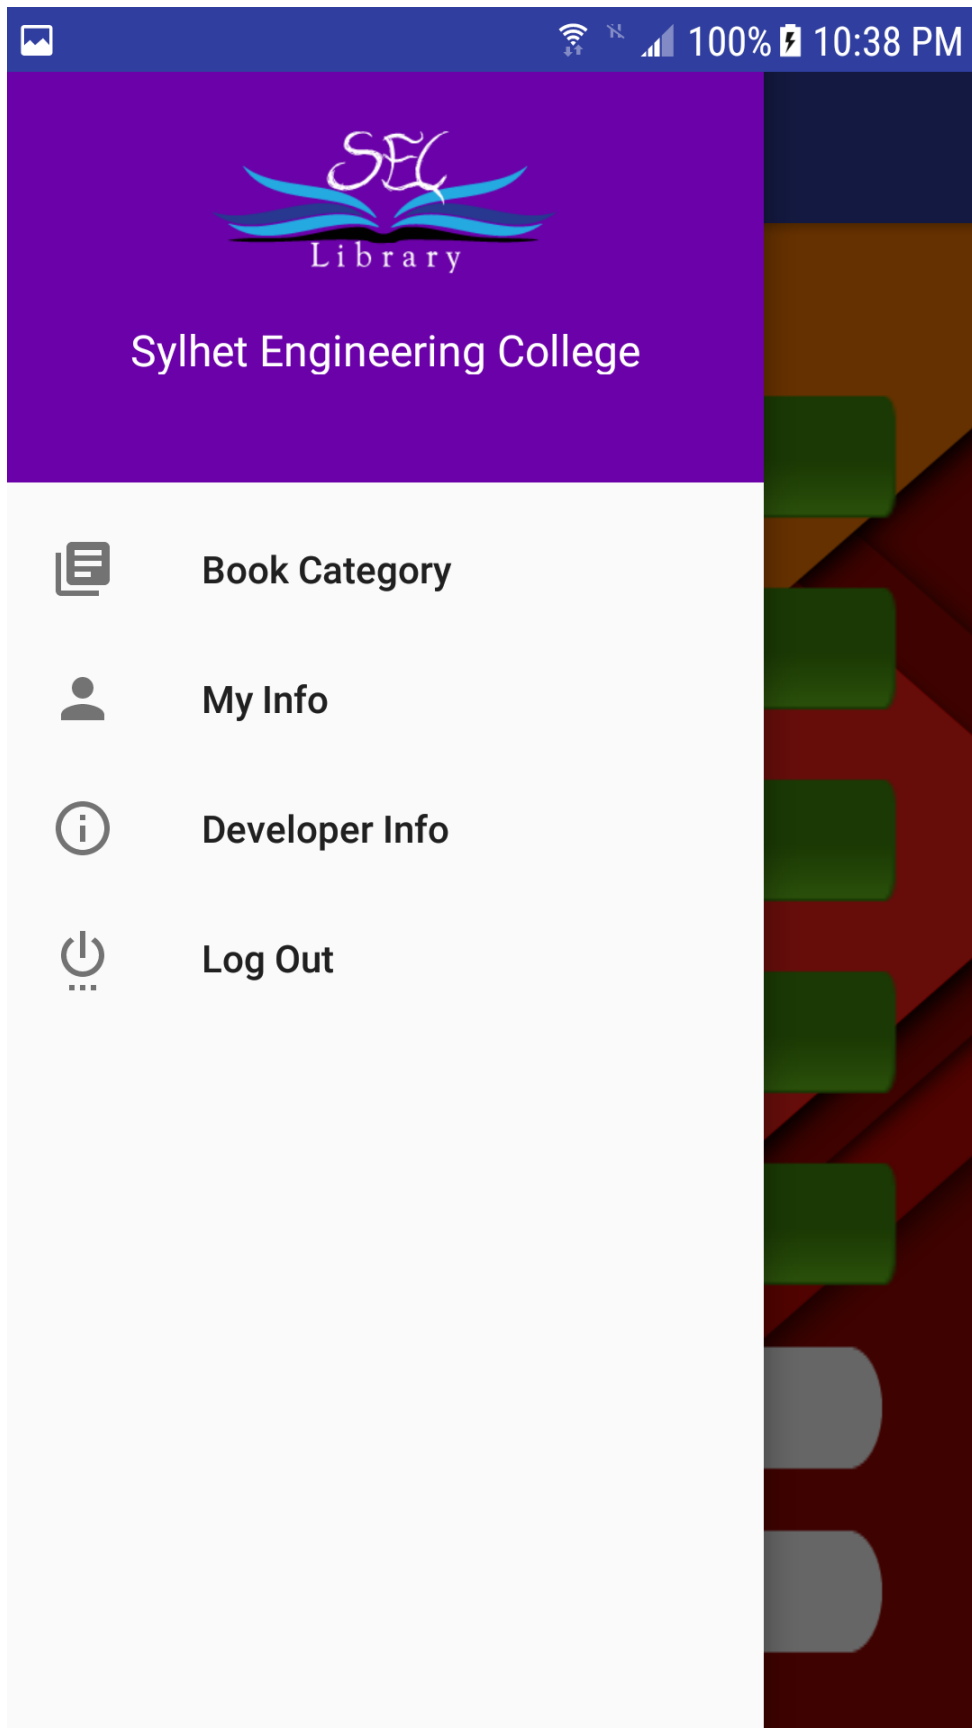 100% 10:38 PM
SEC
Library
Sylhet Engineering College
Book Category
My Info
Developer Info
Log Out